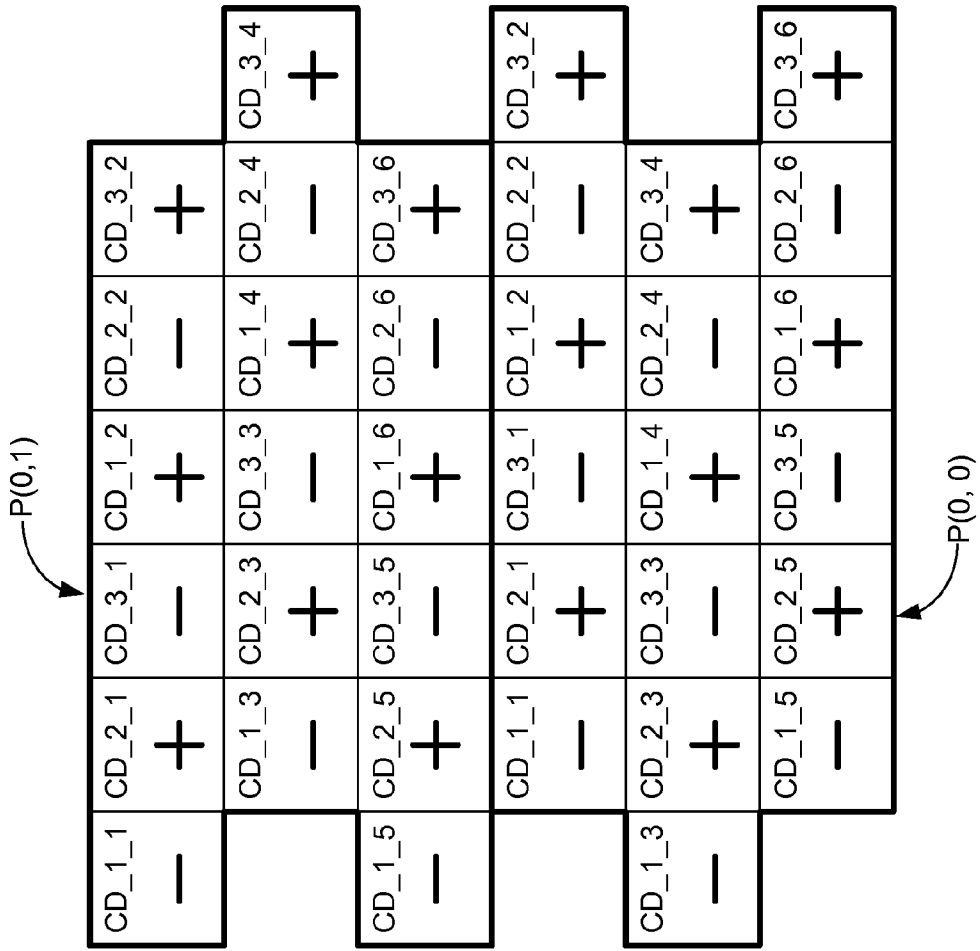 P(0,1)
CD_1_1 CD_2_1 CD_3_1 CD_1_2 CD_2_2 CD_3_2
− + − + − +
CD_1_3 CD_2_3 CD_3_3 CD_1_4 CD_2_4 CD_3_4
− + − + − +
CD_1_5 CD_2_5 CD_3_5 CD_1_6 CD_2_6 CD_3_6
− + − + − +
CD_1_1 CD_2_1 CD_3_1 CD_1_2 CD_2_2 CD_3_2
− + − + − +
CD_1_3 CD_2_3 CD_3_3 CD_1_4 CD_2_4 CD_3_4
− + − + − +
CD_1_5 CD_2_5 CD_3_5 CD_1_6 CD_2_6 CD_3_6
− + − + − +
P(0, 0)